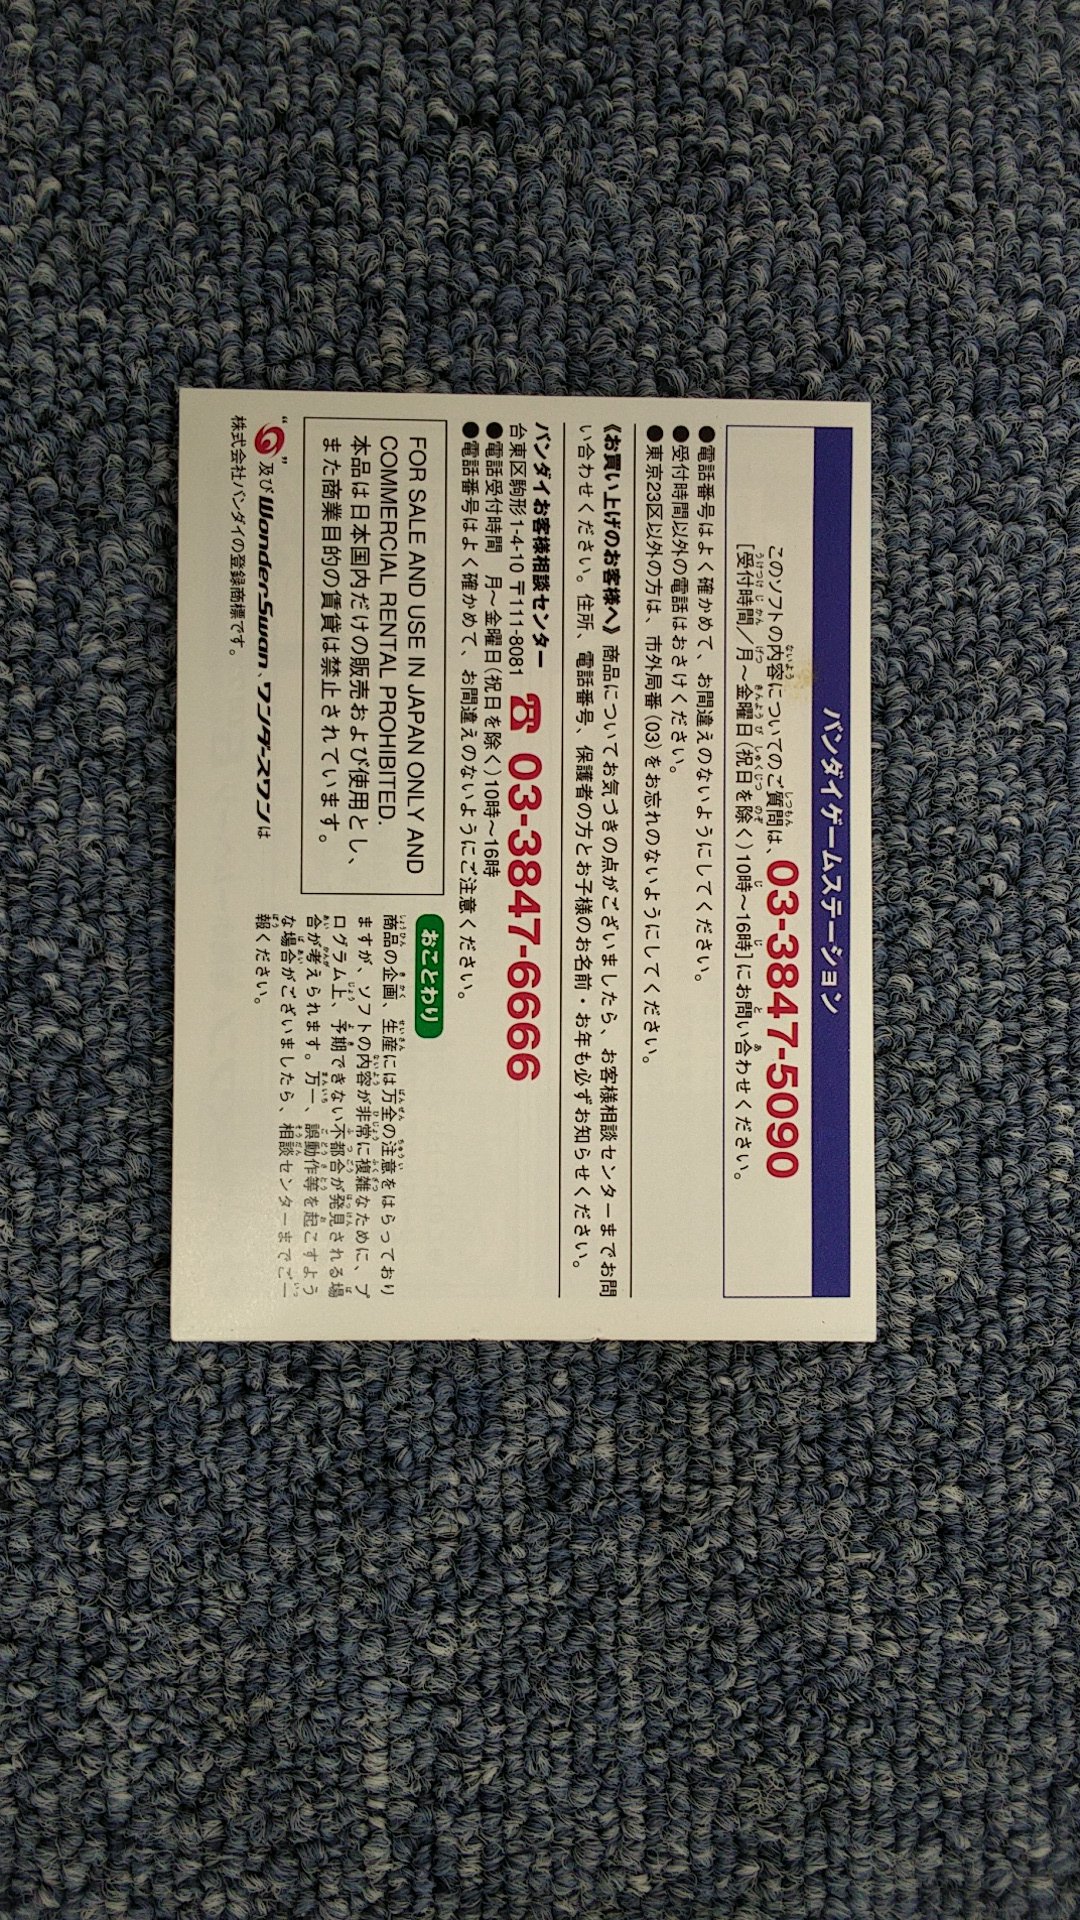 バンダイゲームステーション
このソフトの内容についてのご質問は、03-3847-5090
[受付時間／月～金曜日(祝日を除く)10時～16時]にお問い合わせください。
●電話番号はよく確かめて、お間違えのないようにしてください。
●受付時間以外の電話はおさけください。
●東京23区以外の方は、市外局番(03)をお忘れのないようにしてください。
《お買い上げのお客様へ》商品についてお気づきの点がございましたら、お客様相談センターまでお問
い合わせください。住所、電話番号、保護者の方とお子様のお名前・お年も必ずお知らせください。
バンダイお客様相談センター
台東区駒形1-4-10 〒111-8081 ☎ 03-3847-6666
●電話受付時間 月～金曜日(祝日を除く)10時～16時
●電話番号はよく確かめて、お間違えのないようにご注意ください。
FOR SALE AND USE IN JAPAN ONLY AND
COMMERCIAL RENTAL PROHIBITED.
本品は日本国内だけの販売および使用とし、
また商業目的の賃貸は禁止されています。
“ ”及びWonderSwan、ワンダースワンは
株式会社バンダイの登録商標です。
おことわり
商品の企画、生産には万全の注意をはらっており
ますが、ソフトの内容が非常に複雑なために、プ
ログラム上、予期できない不都合が発見される場
合が考えられます。万一、誤動作等を起こすよう
な場合がございましたら、相談センターまでご一
報ください。